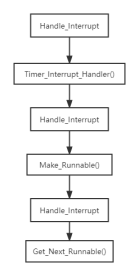 Handle_Interrupt
Timer_Interrupt_Handler()
Handle_Interrupt
Make_Runnable()
Handle_Interrupt
Get_Next_Runnable()